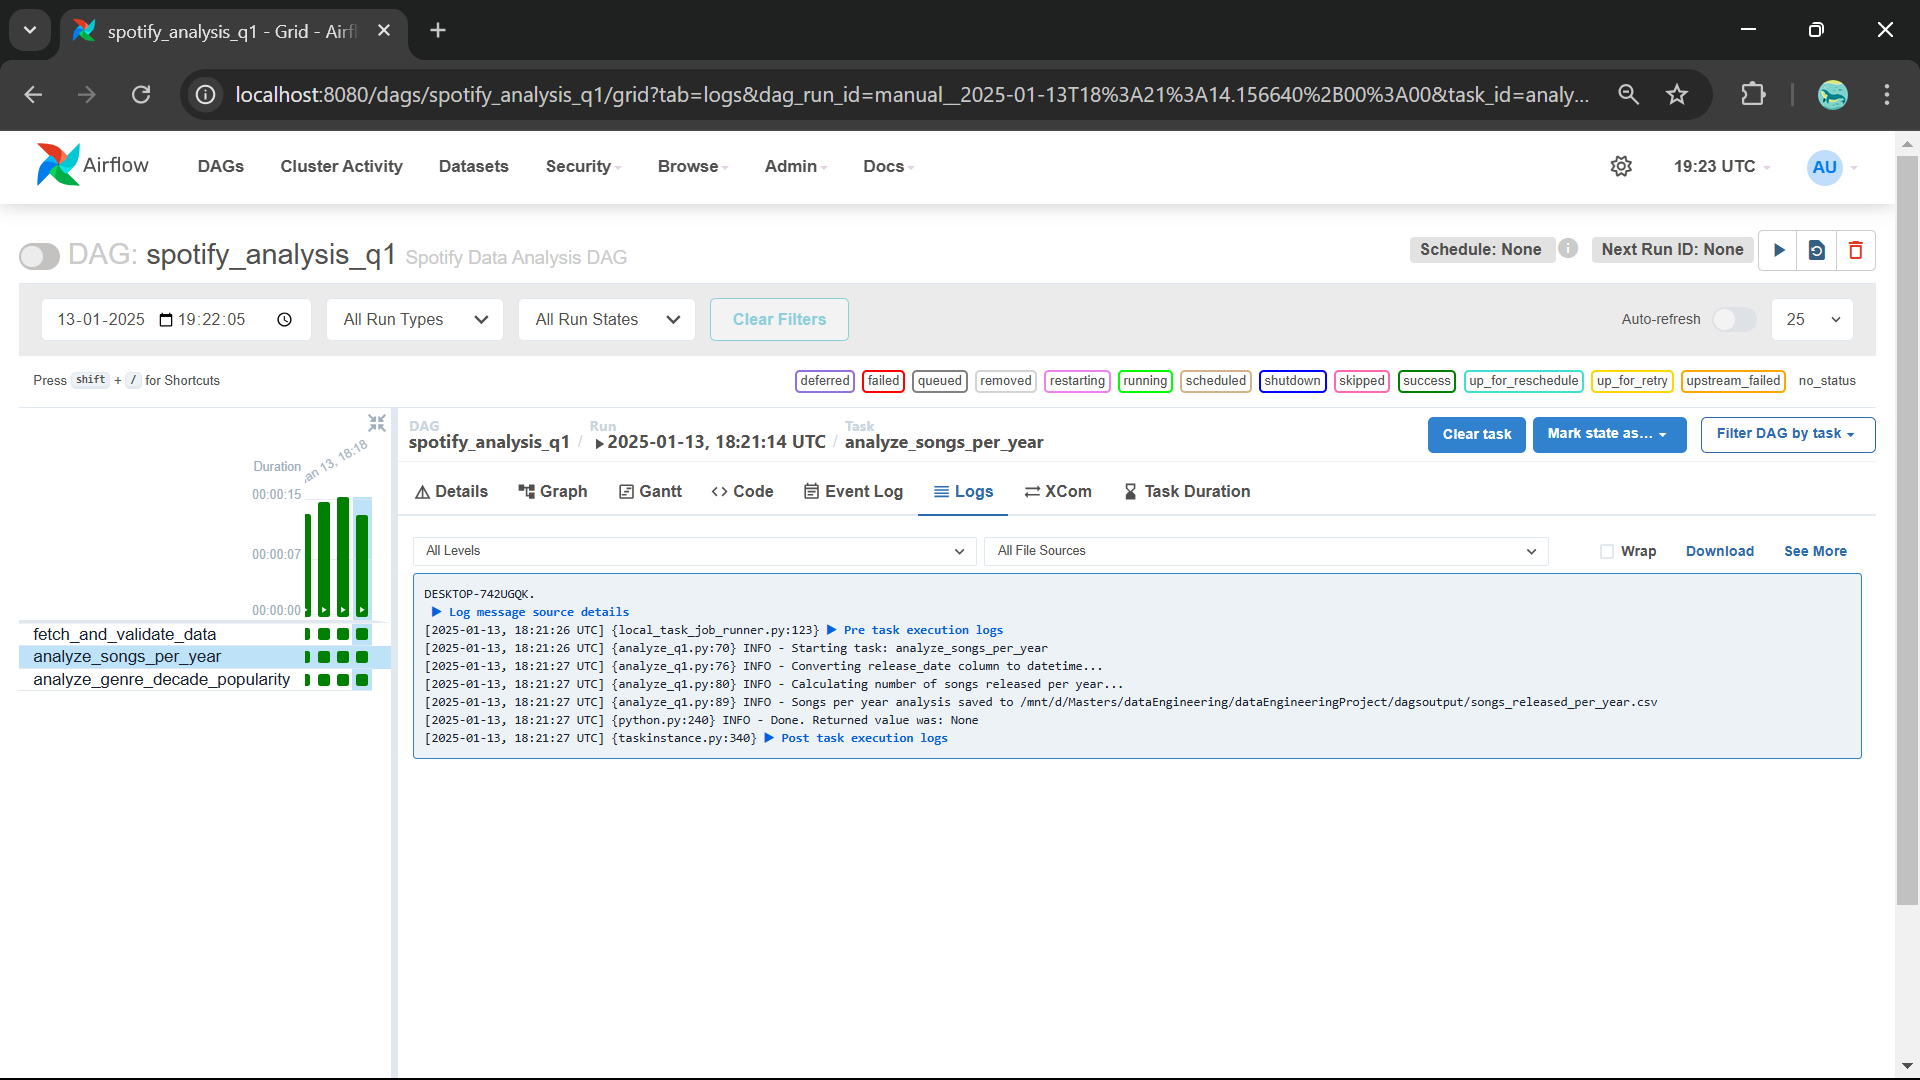 spotify_analysis_q1 - Grid - Airfl
localhost:8080/dags/spotify_analysis_q1/grid?tab=logs&dag_run_id=manual__2025-01-13T18%3A21%3A14.156640%2B00%3A00&task_id=analy...
Airflow DAGs Cluster Activity Datasets Security Browse Admin Docs 19:23 UTC AU
DAG: spotify_analysis_q1 Spotify Data Analysis DAG Schedule: None i Next Run ID: None
13-01-2025 19:22:05 All Run Types All Run States Clear Filters Auto-refresh 25
Press shift + / for Shortcuts deferred failed queued removed restarting running scheduled shutdown skipped success up_for_reschedule up_for_retry upstream_failed no_status
an 13, 18:18
Duration
00:00:15
00:00:07
00:00:00
fetch_and_validate_data
analyze_songs_per_year
analyze_genre_decade_popularity
DAG Run Task
spotify_analysis_q1 / 2025-01-13, 18:21:14 UTC / analyze_songs_per_year
Clear task Mark state as... Filter DAG by task
Details Graph Gantt Code Event Log Logs XCom Task Duration
All Levels All File Sources Wrap Download See More
DESKTOP-742UGQK.
▶ Log message source details
[2025-01-13, 18:21:26 UTC] {local_task_job_runner.py:123} ▶ Pre task execution logs
[2025-01-13, 18:21:26 UTC] {analyze_q1.py:70} INFO - Starting task: analyze_songs_per_year
[2025-01-13, 18:21:27 UTC] {analyze_q1.py:76} INFO - Converting release_date column to datetime...
[2025-01-13, 18:21:27 UTC] {analyze_q1.py:80} INFO - Calculating number of songs released per year...
[2025-01-13, 18:21:27 UTC] {analyze_q1.py:89} INFO - Songs per year analysis saved to /mnt/d/Masters/dataEngineering/dataEngineeringProject/dagsoutput/songs_released_per_year.csv
[2025-01-13, 18:21:27 UTC] {python.py:240} INFO - Done. Returned value was: None
[2025-01-13, 18:21:27 UTC] {taskinstance.py:340} ▶ Post task execution logs